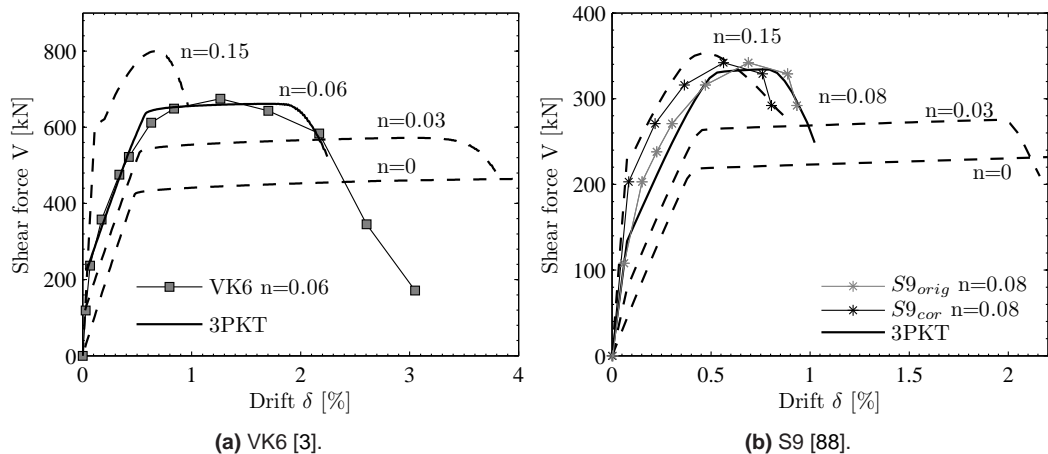 Shear force V [kN]
800
600
400
200
0
n=0.15
n=0.06
n=0.03
n=0
VK6 n=0.06
3PKT
0 1 2 3 4
Drift δ [%]
(a) VK6 [3].
Shear force V [kN]
400
300
200
100
0
n=0.15
n=0.08
n=0.03
n=0
S9orig n=0.08
S9cor n=0.08
3PKT
0 0.5 1 1.5 2
Drift δ [%]
(b) S9 [88].